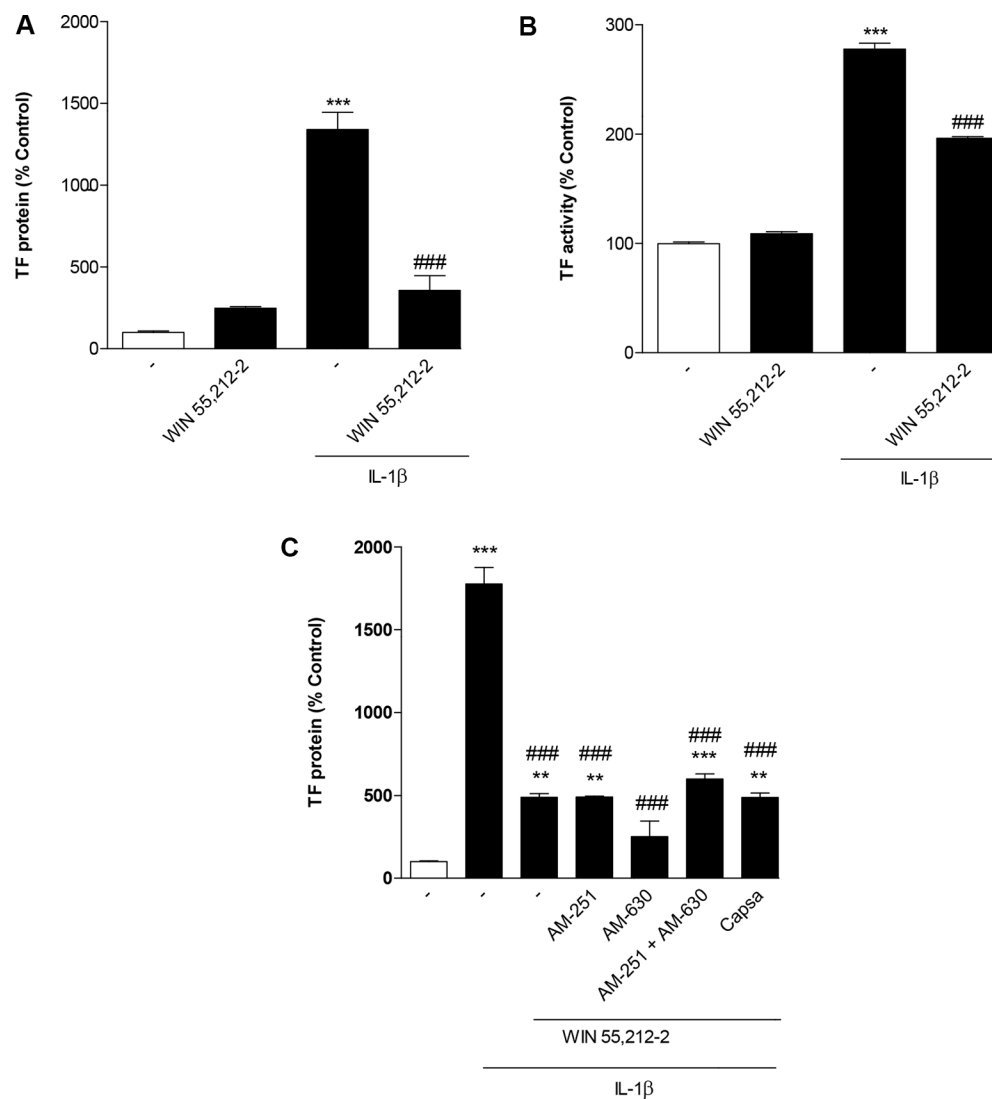 A
TF protein (% Control)
2000
1500
1000
500
0
***
###
-
WIN 55,212-2
-
WIN 55,212-2
IL-1β
B
TF activity (% Control)
300
200
100
0
***
###
-
WIN 55,212-2
-
WIN 55,212-2
IL-1β
C
TF protein (% Control)
2000
1500
1000
500
0
***
###
**
###
**
###
###
***
###
**
-
-
-
AM-251
AM-630
AM-251 + AM-630
Capsa
WIN 55,212-2
IL-1β